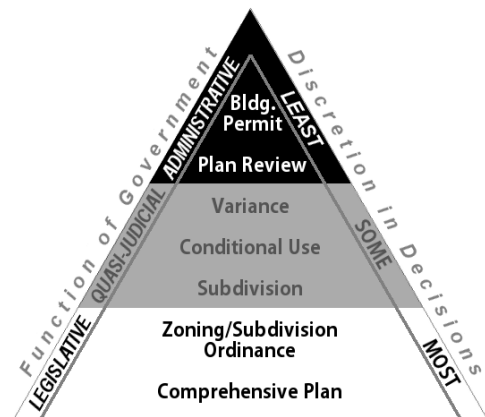 Function of Government
Discretion in Decisions
ADMINISTRATIVE
LEAST
Bldg.
Permit
Plan Review
QUASI-JUDICIAL
SOME
Variance
Conditional Use
Subdivision
LEGISLATIVE
MOST
Zoning/Subdivision
Ordinance
Comprehensive Plan